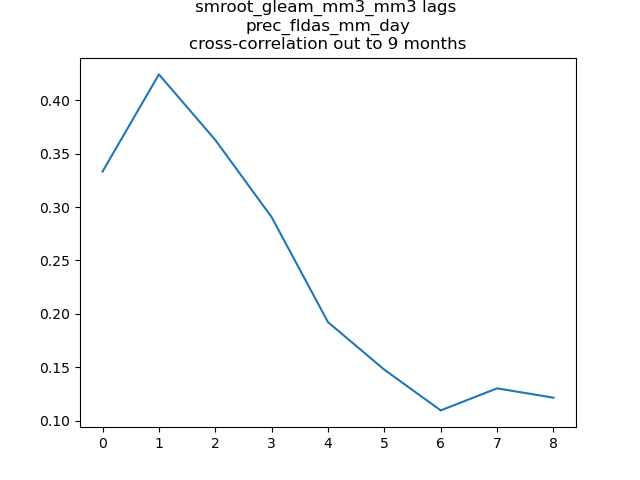 smroot_gleam_mm3_mm3 lags
prec_fldas_mm_day
cross-correlation out to 9 months
0.40
0.35
0.30
0.25
0.20
0.15
0.10
0 1 2 3 4 5 6 7 8